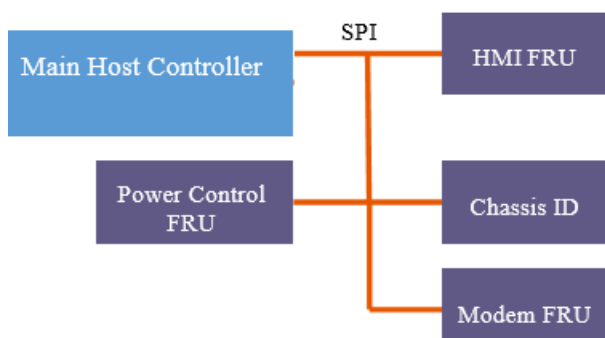 SPI
Main Host Controller
HMI FRU
Power Control
FRU
Chassis ID
Modem FRU